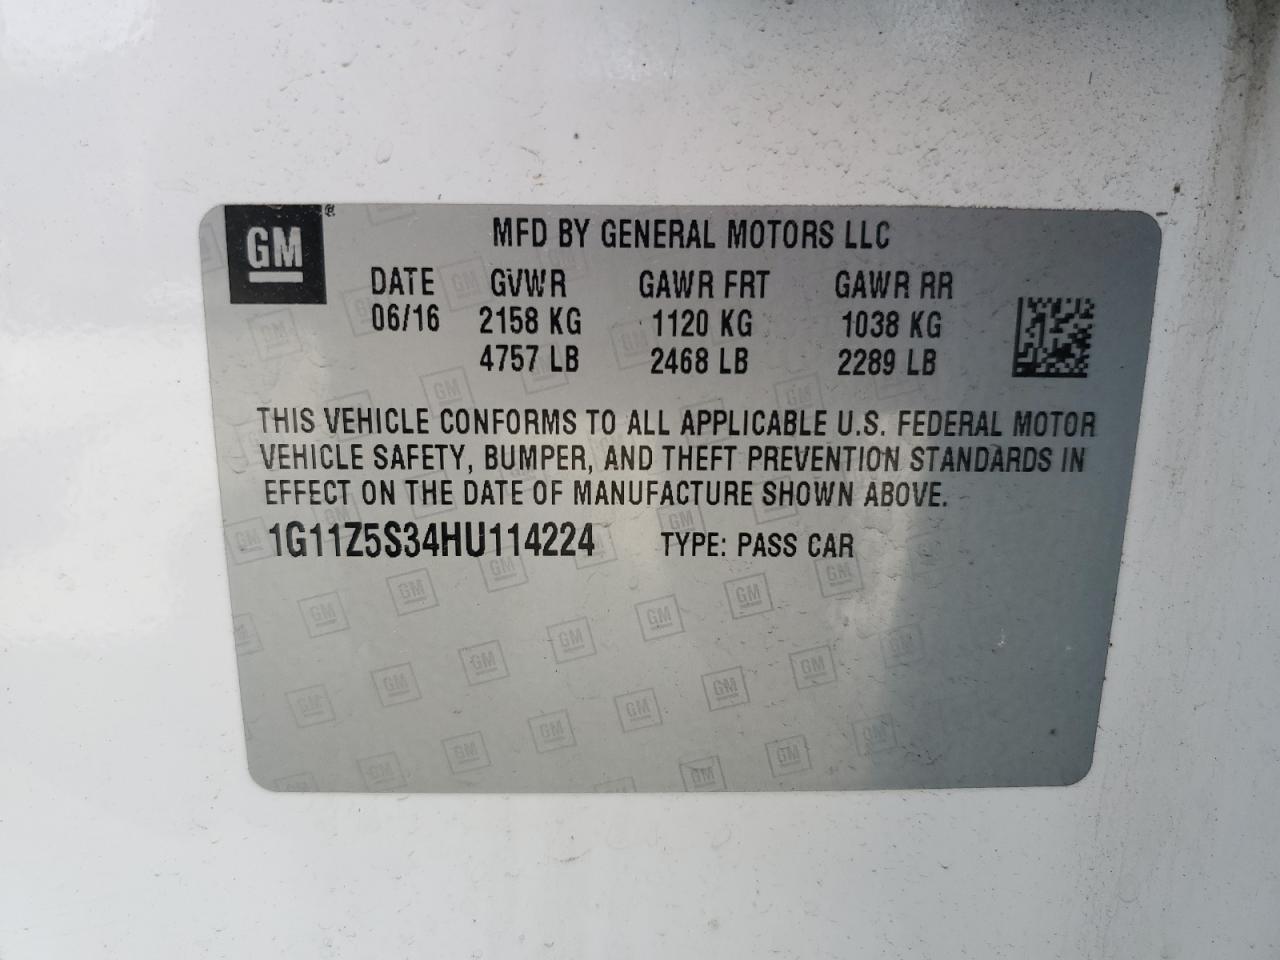 GM ®
MFD BY GENERAL MOTORS LLC
DATE GVWR GAWR FRT GAWR RR
06/16 2158 KG 1120 KG 1038 KG
4757 LB 2468 LB 2289 LB
THIS VEHICLE CONFORMS TO ALL APPLICABLE U.S. FEDERAL MOTOR
VEHICLE SAFETY, BUMPER, AND THEFT PREVENTION STANDARDS IN
EFFECT ON THE DATE OF MANUFACTURE SHOWN ABOVE.
1G11Z5S34HU114224 TYPE: PASS CAR